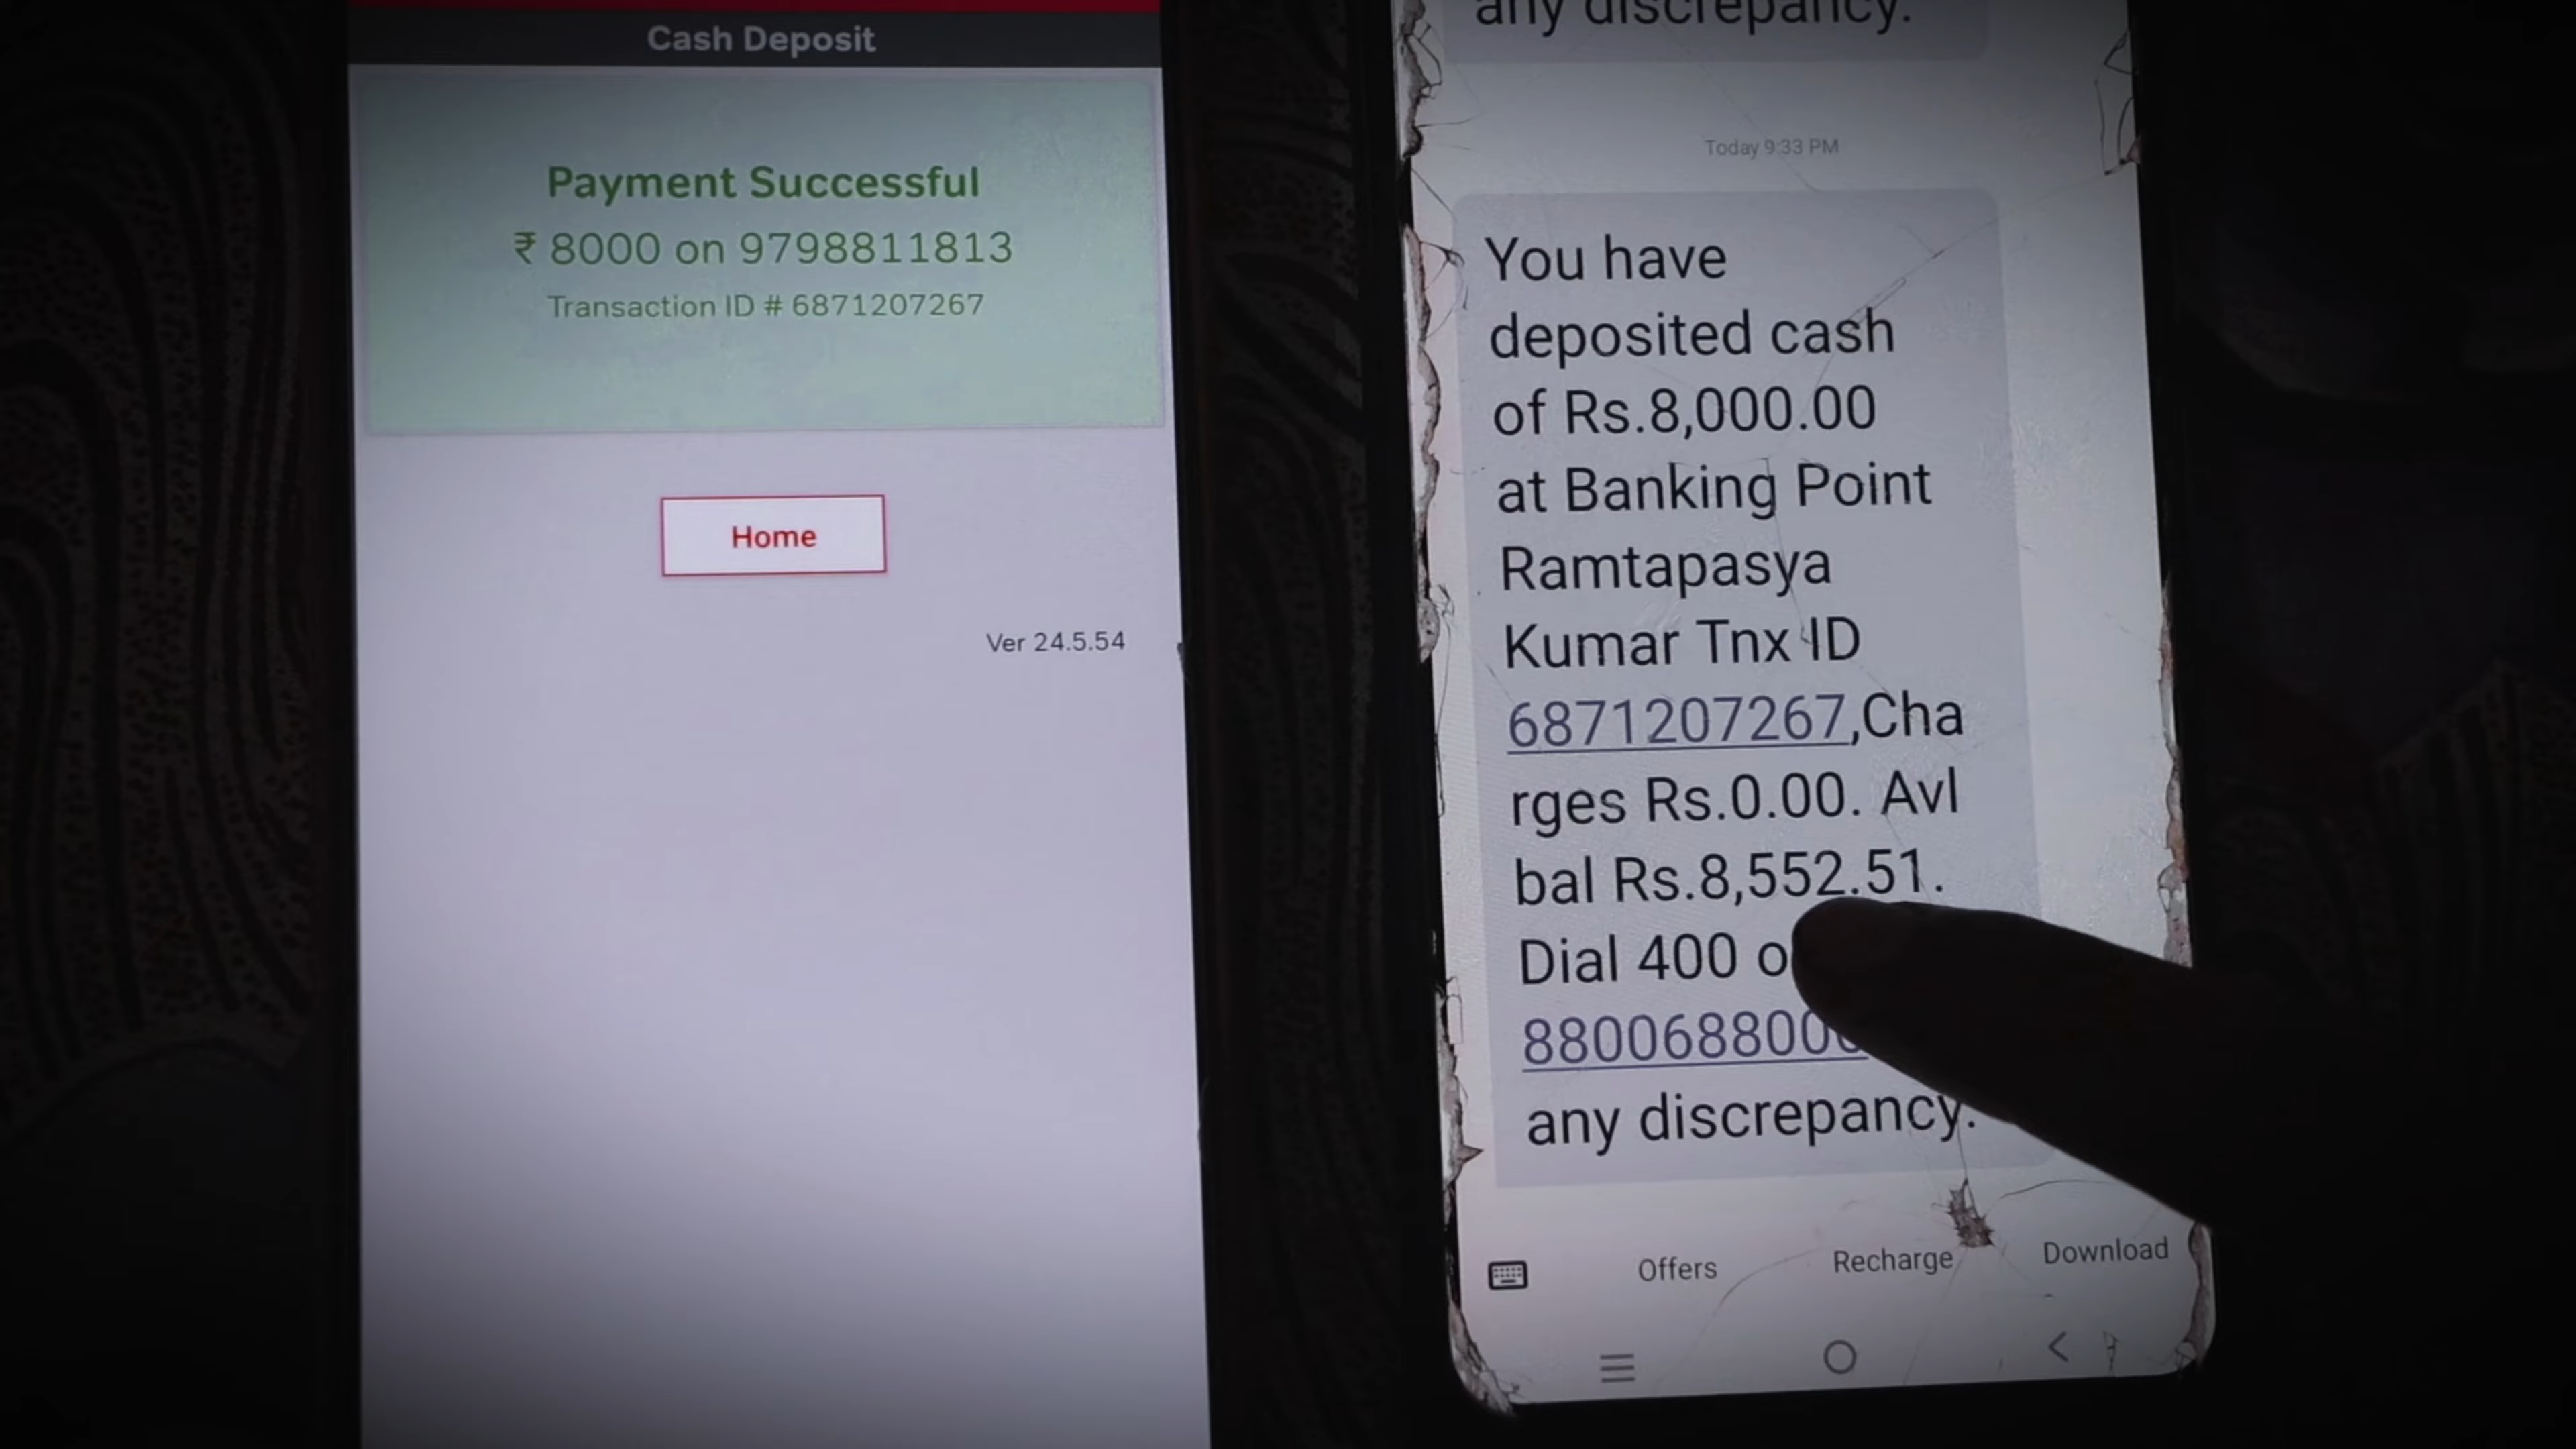 Cash Deposit
Payment Successful
₹ 8000 on 9798811813
Transaction ID # 6871207267
Home
Ver 24.5.54
any discrepancy.
Today 9:33 PM
You have
deposited cash
of Rs.8,000.00
at Banking Point
Ramtapasya
Kumar Tnx ID
6871207267,Cha
rges Rs.0.00. Avl
bal Rs.8,552.51.
Dial 400
any discrepancy.
Offers
Recharge
Download